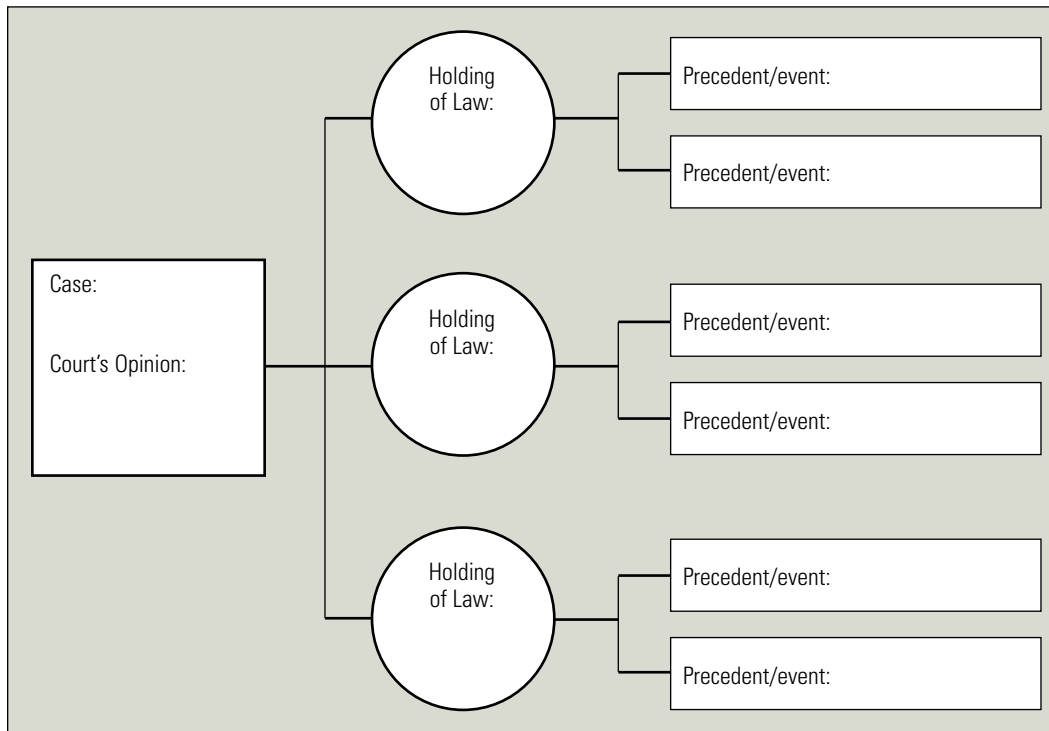 Case:
Court's Opinion:
Holding
of Law:
Precedent/event:
Precedent/event:
Holding
of Law:
Precedent/event:
Precedent/event:
Holding
of Law:
Precedent/event:
Precedent/event: